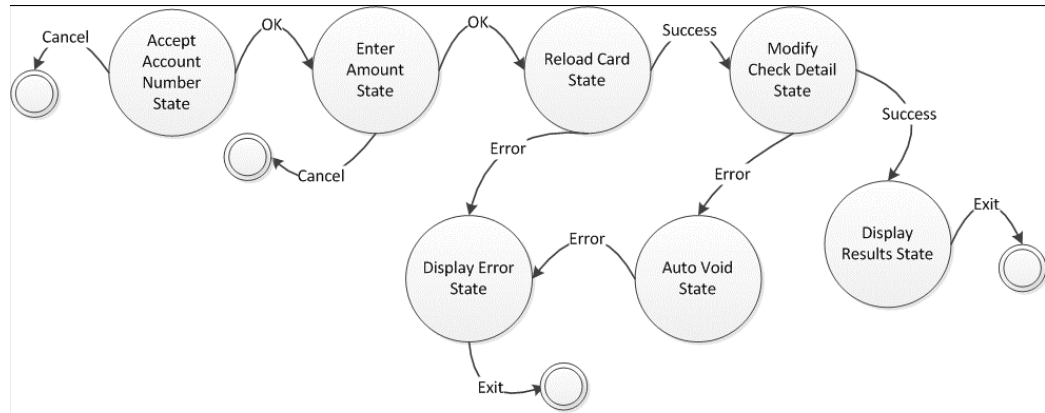 Cancel
Accept
Account
Number
State
OK
Enter
Amount
State
OK
Reload Card
State
Success
Modify
Check Detail
State
Success
Cancel
Error
Error
Display Error
State
Error
Auto Void
State
Display
Results State
Exit
Exit